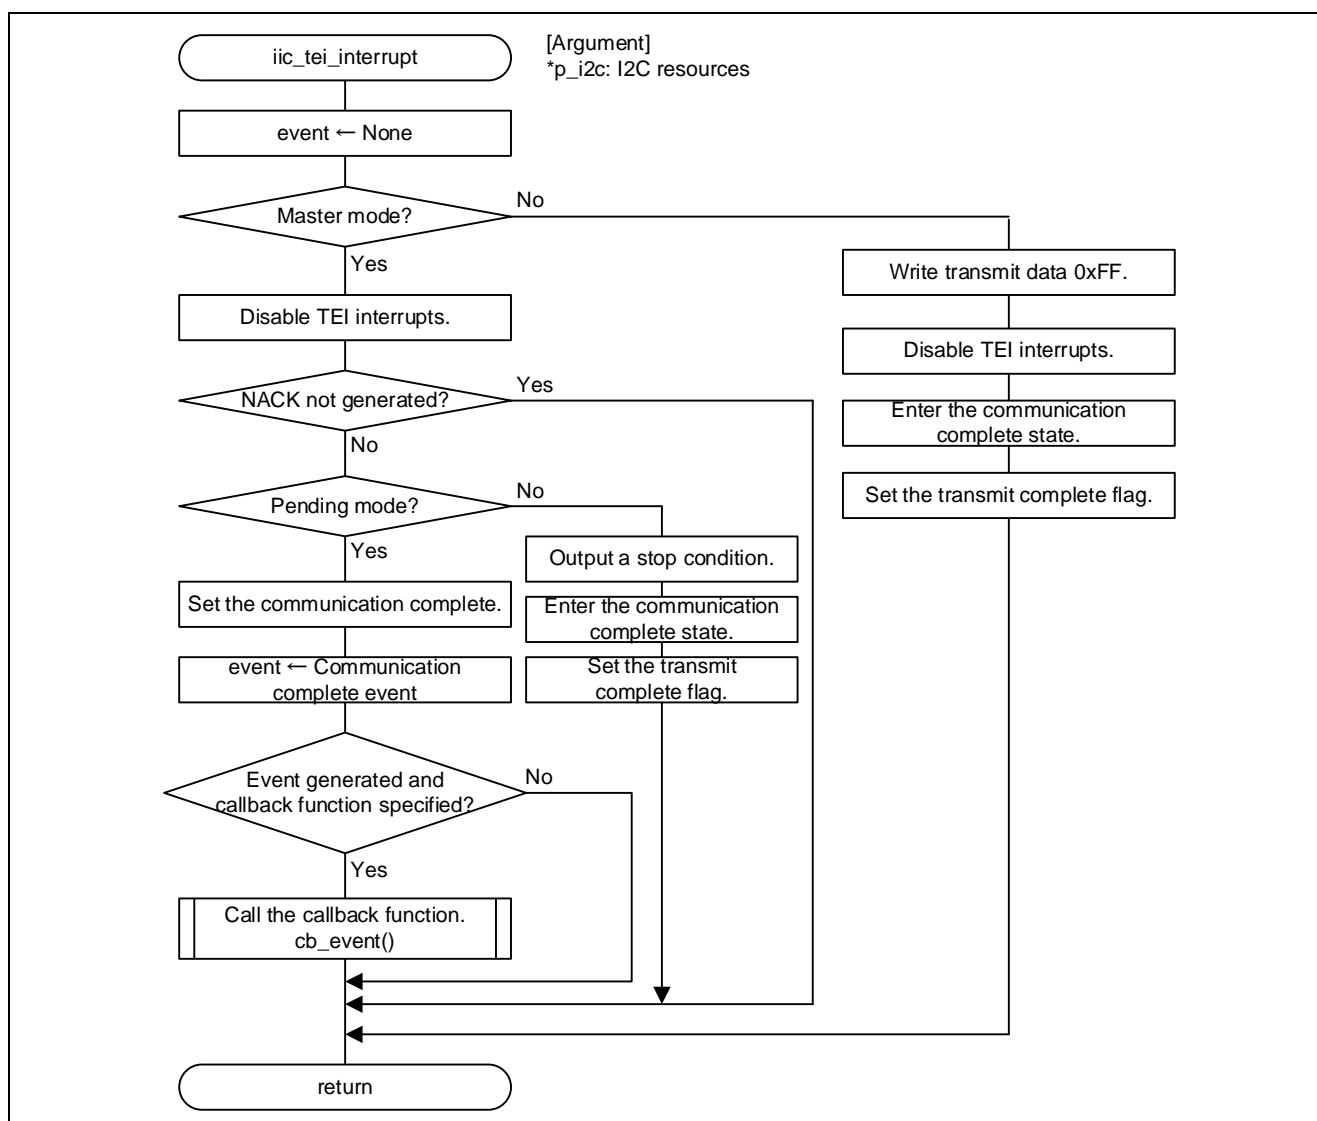 iic_tei_interrupt
[Argument]
*p_i2c: I2C resources
event ← None
Master mode?
No
Yes
Write transmit data 0xFF.
Disable TEI interrupts.
Disable TEI interrupts.
NACK not generated?
Yes
No
Enter the communication
complete state.
Pending mode?
No
Yes
Set the transmit complete flag.
Output a stop condition.
Set the communication complete.
Enter the communication
complete state.
event ← Communication
complete event
Set the transmit
complete flag.
Event generated and
callback function specified?
No
Yes
Call the callback function.
cb_event()
return